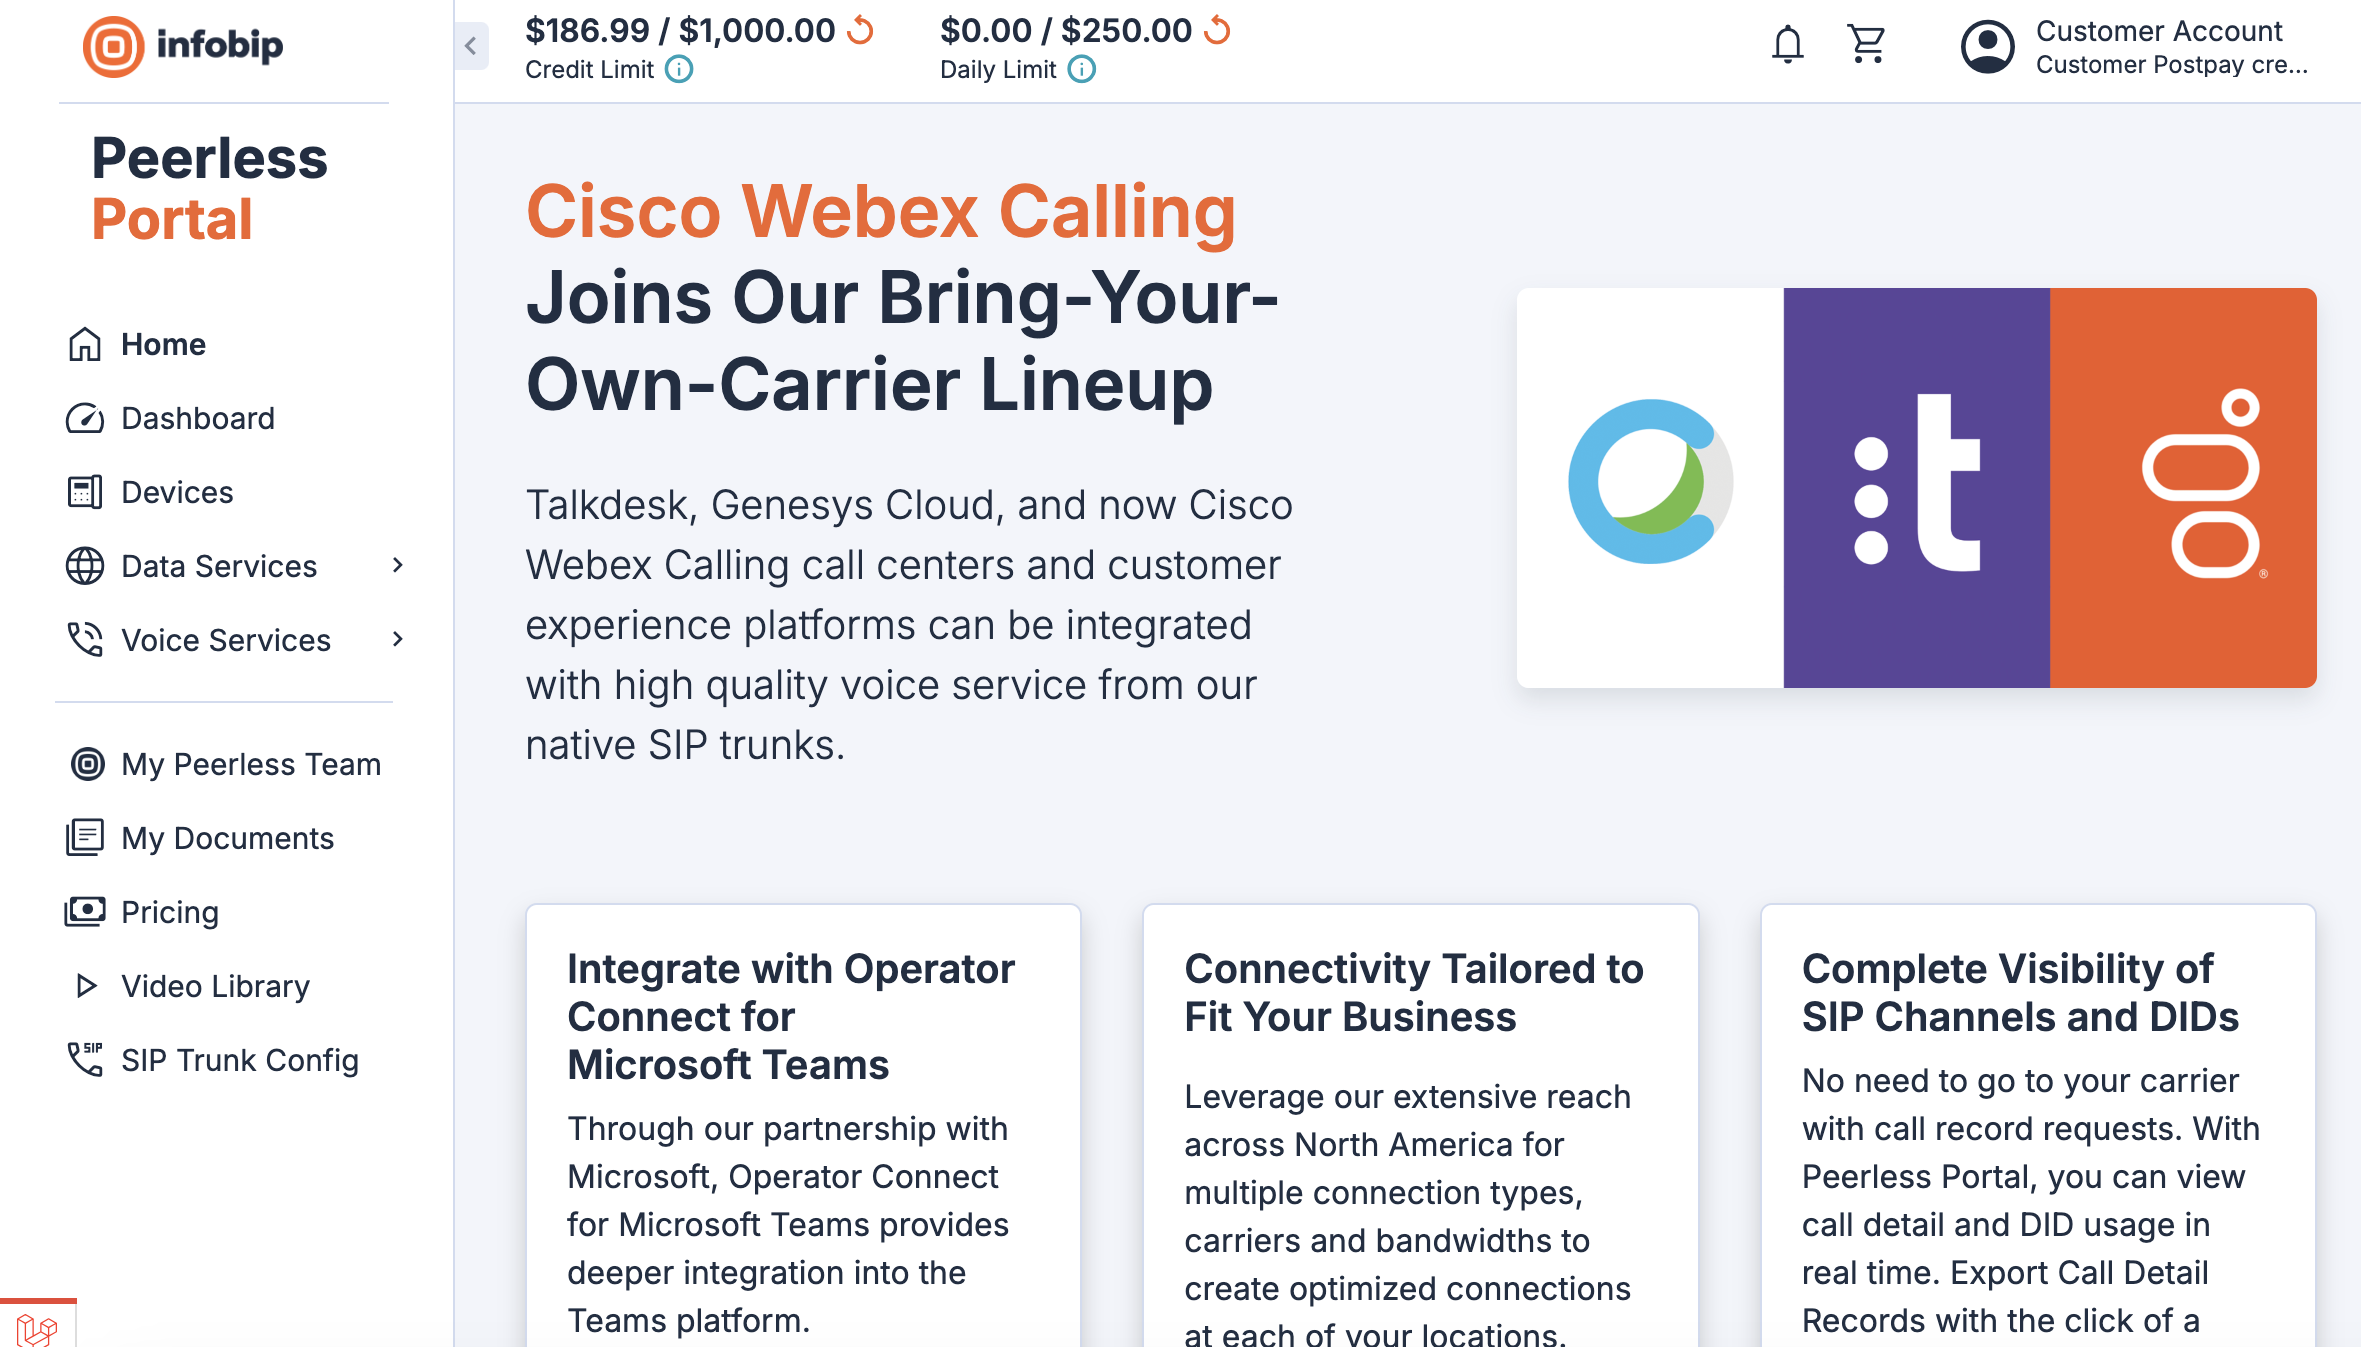 infobip
$186.99 / $1,000.00
Credit Limit
$0.00 / $250.00
Daily Limit
Customer Account
Customer Postpay cre...
Peerless
Portal
Home
Dashboard
Devices
Data Services
Voice Services
My Peerless Team
My Documents
Pricing
Video Library
SIP
SIP Trunk Config
Cisco Webex Calling
Joins Our Bring-Your-
Own-Carrier Lineup
Talkdesk, Genesys Cloud, and now Cisco
Webex Calling call centers and customer
experience platforms can be integrated
with high quality voice service from our
native SIP trunks.
:t
®
Integrate with Operator
Connect for
Microsoft Teams
Through our partnership with
Microsoft, Operator Connect
for Microsoft Teams provides
deeper integration into the
Teams platform.
Connectivity Tailored to
Fit Your Business
Leverage our extensive reach
across North America for
multiple connection types,
carriers and bandwidths to
create optimized connections
at each of your locations.
Complete Visibility of
SIP Channels and DIDs
No need to go to your carrier
with call record requests. With
Peerless Portal, you can view
call detail and DID usage in
real time. Export Call Detail
Records with the click of a